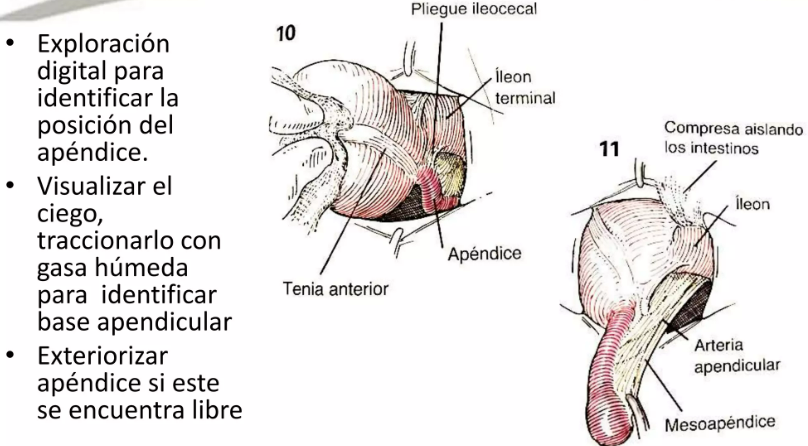 • Exploración
digital para
identificar la
posición del
apéndice.
• Visualizar el
ciego,
traccionarlo con
gasa húmeda
para identificar
base apendicular
• Exteriorizar
apéndice si este
se encuentra libre
10
Pliegue ileocecal
Íleon
terminal
Apéndice
Tenia anterior
11
Compresa aislando
los intestinos
Íleon
Arteria
apendicular
Mesoapéndice